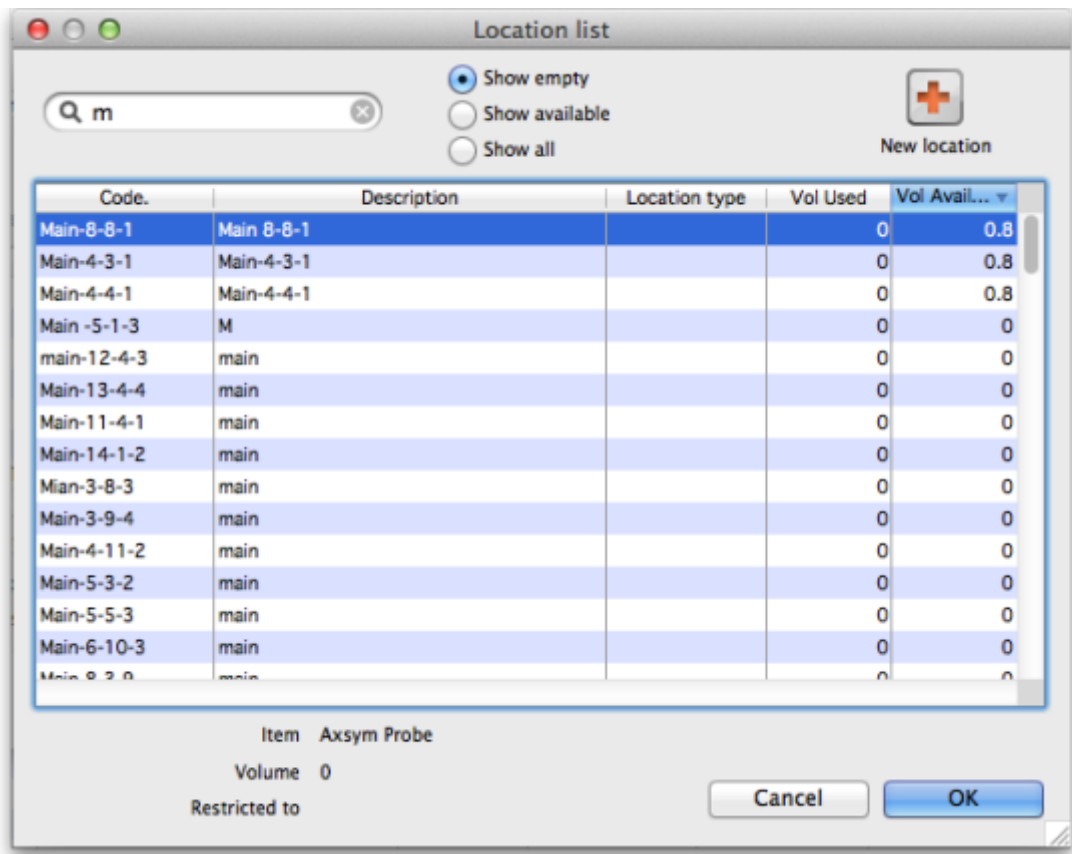 Location list
m
Show empty
Show available
Show all
New location
Code. Description Location type Vol Used Vol Avail...
Main-8-8-1 Main 8-8-1 0 0.8
Main-4-3-1 Main-4-3-1 0 0.8
Main-4-4-1 Main-4-4-1 0 0.8
Main -5-1-3 M 0 0
main-12-4-3 main 0 0
Main-13-4-4 main 0 0
Main-11-4-1 main 0 0
Main-14-1-2 main 0 0
Mian-3-8-3 main 0 0
Main-3-9-4 main 0 0
Main-4-11-2 main 0 0
Main-5-3-2 main 0 0
Main-5-5-3 main 0 0
Main-6-10-3 main 0 0
main 0 0
Item Axsym Probe
Volume 0
Restricted to
Cancel OK